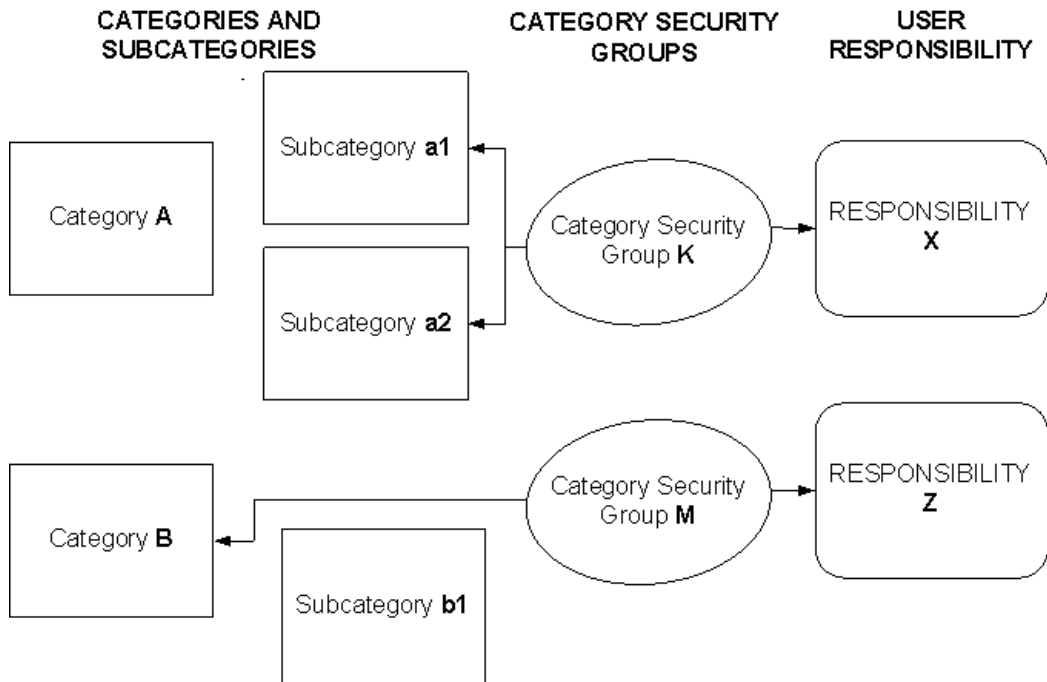 CATEGORIES AND
SUBCATEGORIES
CATEGORY SECURITY
GROUPS
USER
RESPONSIBILITY
Subcategory a1
Category A
Category Security
Group K
RESPONSIBILITY
X
Subcategory a2
Category B
Category Security
Group M
RESPONSIBILITY
Z
Subcategory b1